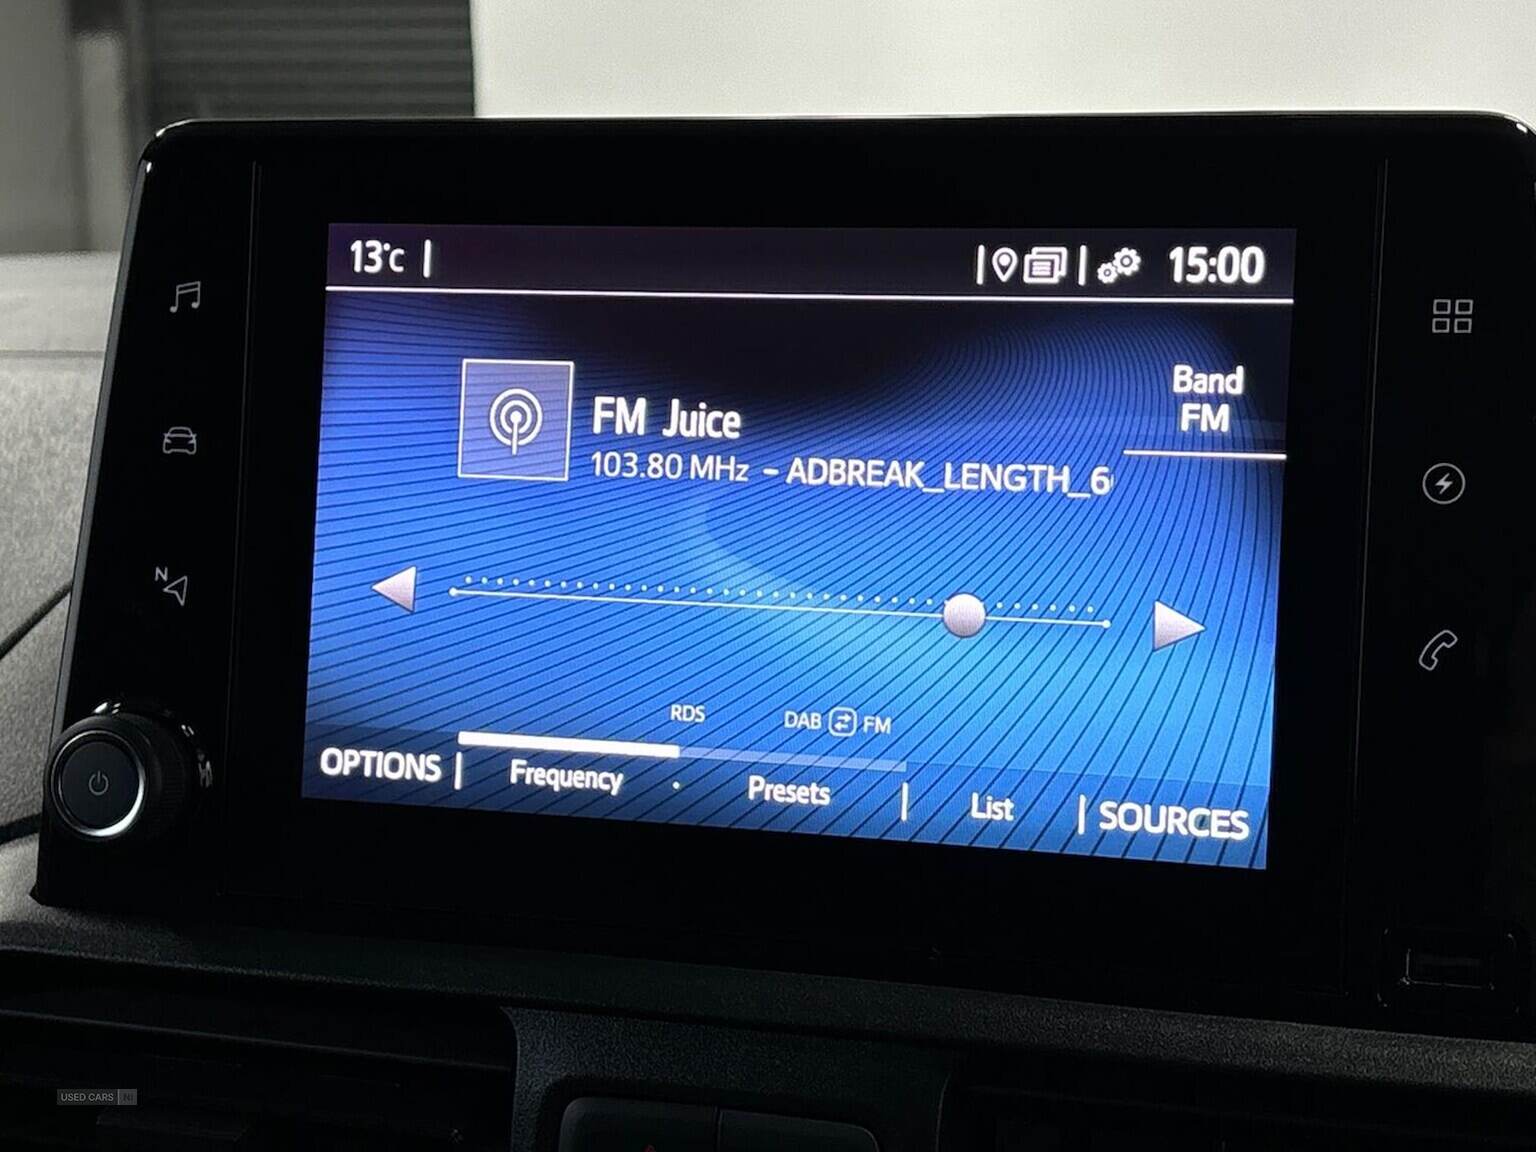 13°c
15:00
Band
FM
FM Juice
103.80 MHz - ADBREAK_LENGTH_6
N
RDS
DAB FM
OPTIONS
Frequency
Presets
List
SOURCES
USED CARS NI